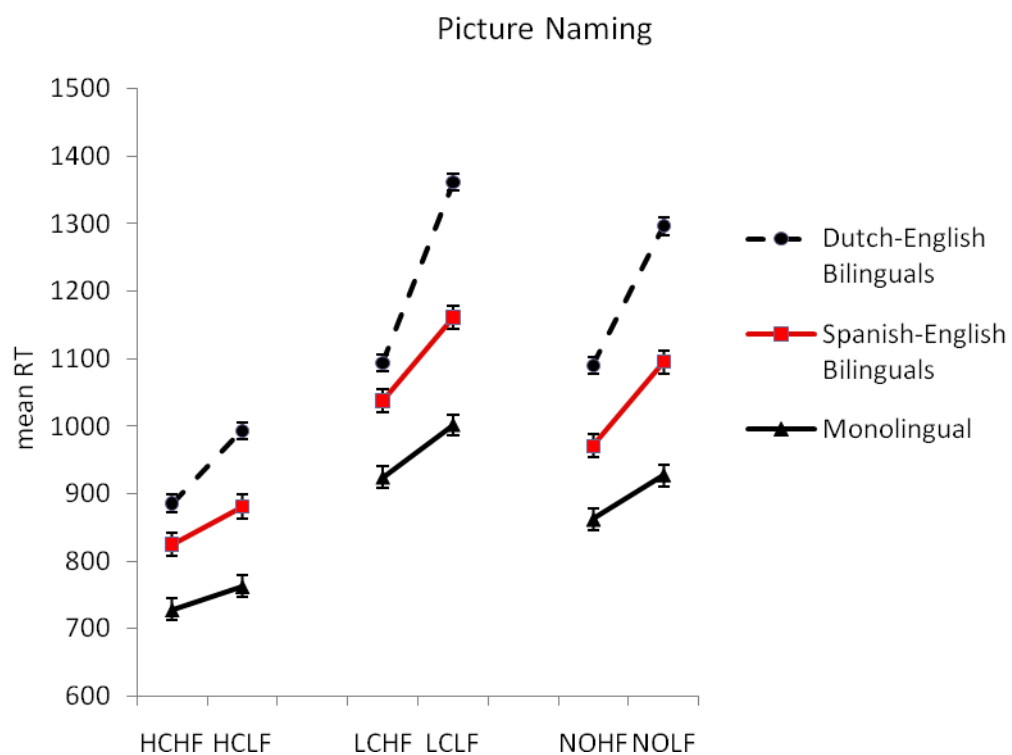 Picture Naming
1500
1400
1300
1200
1100
1000
900
800
700
600
mean RT
HCHF HCLF LCHF LCLF NOHF NOLF
Dutch-English
Bilinguals
Spanish-English
Bilinguals
Monolingual